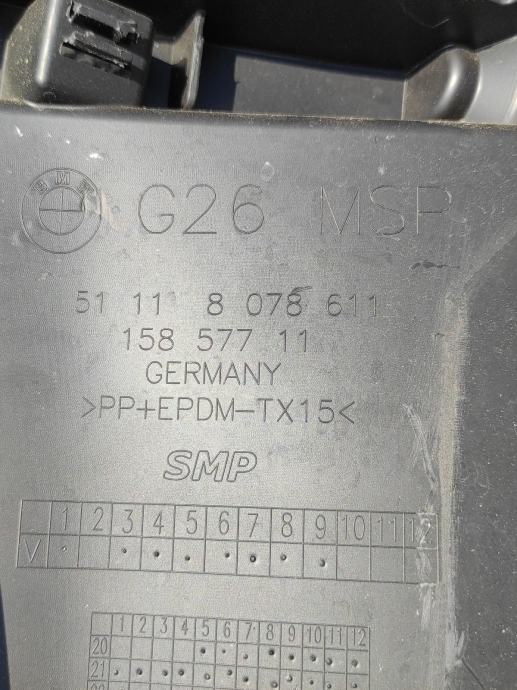 BMW
G26 MSP
51 11 8 078 611
158 577 11
GERMANY
>PP+EPDM-TX15<
SMP
1 2 3 4 5 6 7 8 9 10 11 12
V
1 2 3 4 5 6 7 8 9 10 11 12
20
21